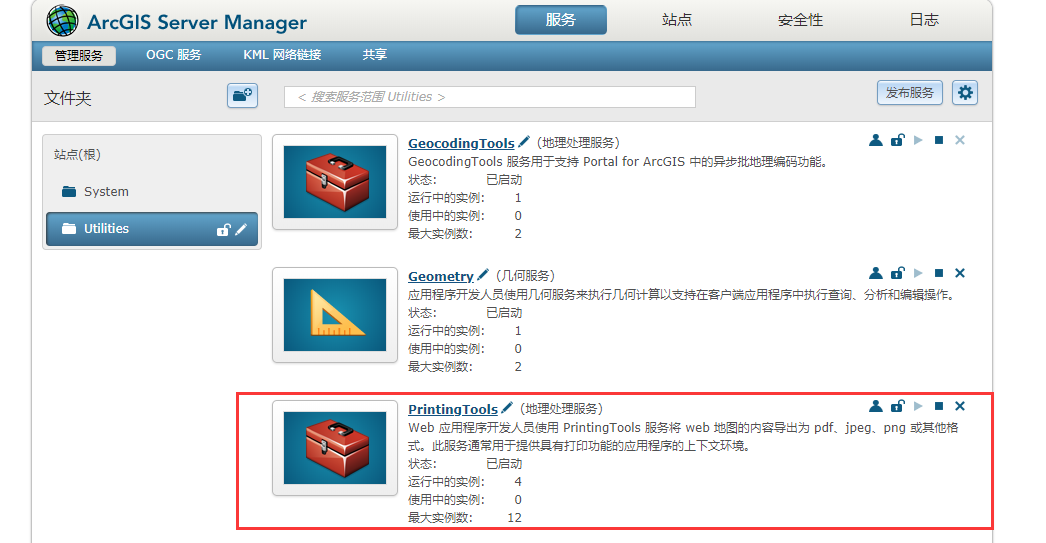 ArcGIS Server Manager
服务 站点 安全性 日志
管理服务 OGC 服务 KML 网络链接 共享
文件夹 < 搜索服务范围 Utilities > 发布服务
站点(根)
System
Utilities
GeocodingTools (地理处理服务)
GeocodingTools 服务用于支持 Portal for ArcGIS 中的异步批地理编码功能。
状态: 已启动
运行中的实例: 1
使用中的实例: 0
最大实例数: 2
Geometry (几何服务)
应用程序开发人员使用几何服务来执行几何计算以支持在客户端应用程序中执行查询、分析和编辑操作。
状态: 已启动
运行中的实例: 1
使用中的实例: 0
最大实例数: 2
PrintingTools (地理处理服务)
Web 应用程序开发人员使用 PrintingTools 服务将 web 地图的内容导出为 pdf、jpeg、png 或其他格
式。此服务通常用于提供具有打印功能的应用程序的上下文环境。
状态: 已启动
运行中的实例: 4
使用中的实例: 0
最大实例数: 12